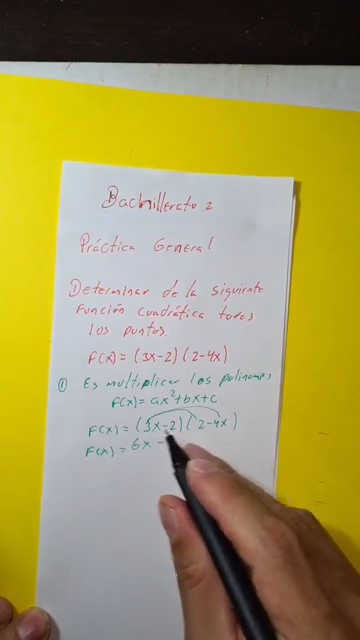 Bachillerato 2
Práctica General
Determinar de la siguiente
Función cuadrática todos
los puntos.
F(x)=(3x-2)(2-4x)
① Es multiplicar los polinomios
F(x)=ax²+bx+c
F(x)=(3x-2)(2-4x)
F(x)=6x-